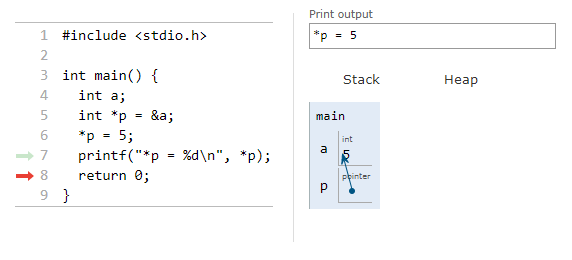 1 #include <stdio.h>
2
3 int main() {
4 int a;
5 int *p = &a;
6 *p = 5;
7 printf("*p = %d\n", *p);
8 return 0;
9 }
Print output
*p = 5
Stack Heap
main
int
a 5
pointer
p